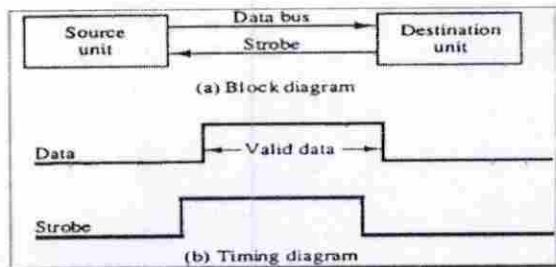 Data bus
Source unit
Destination unit
Strobe
(a) Block diagram
Data
Valid data
Strobe
(b) Timing diagram